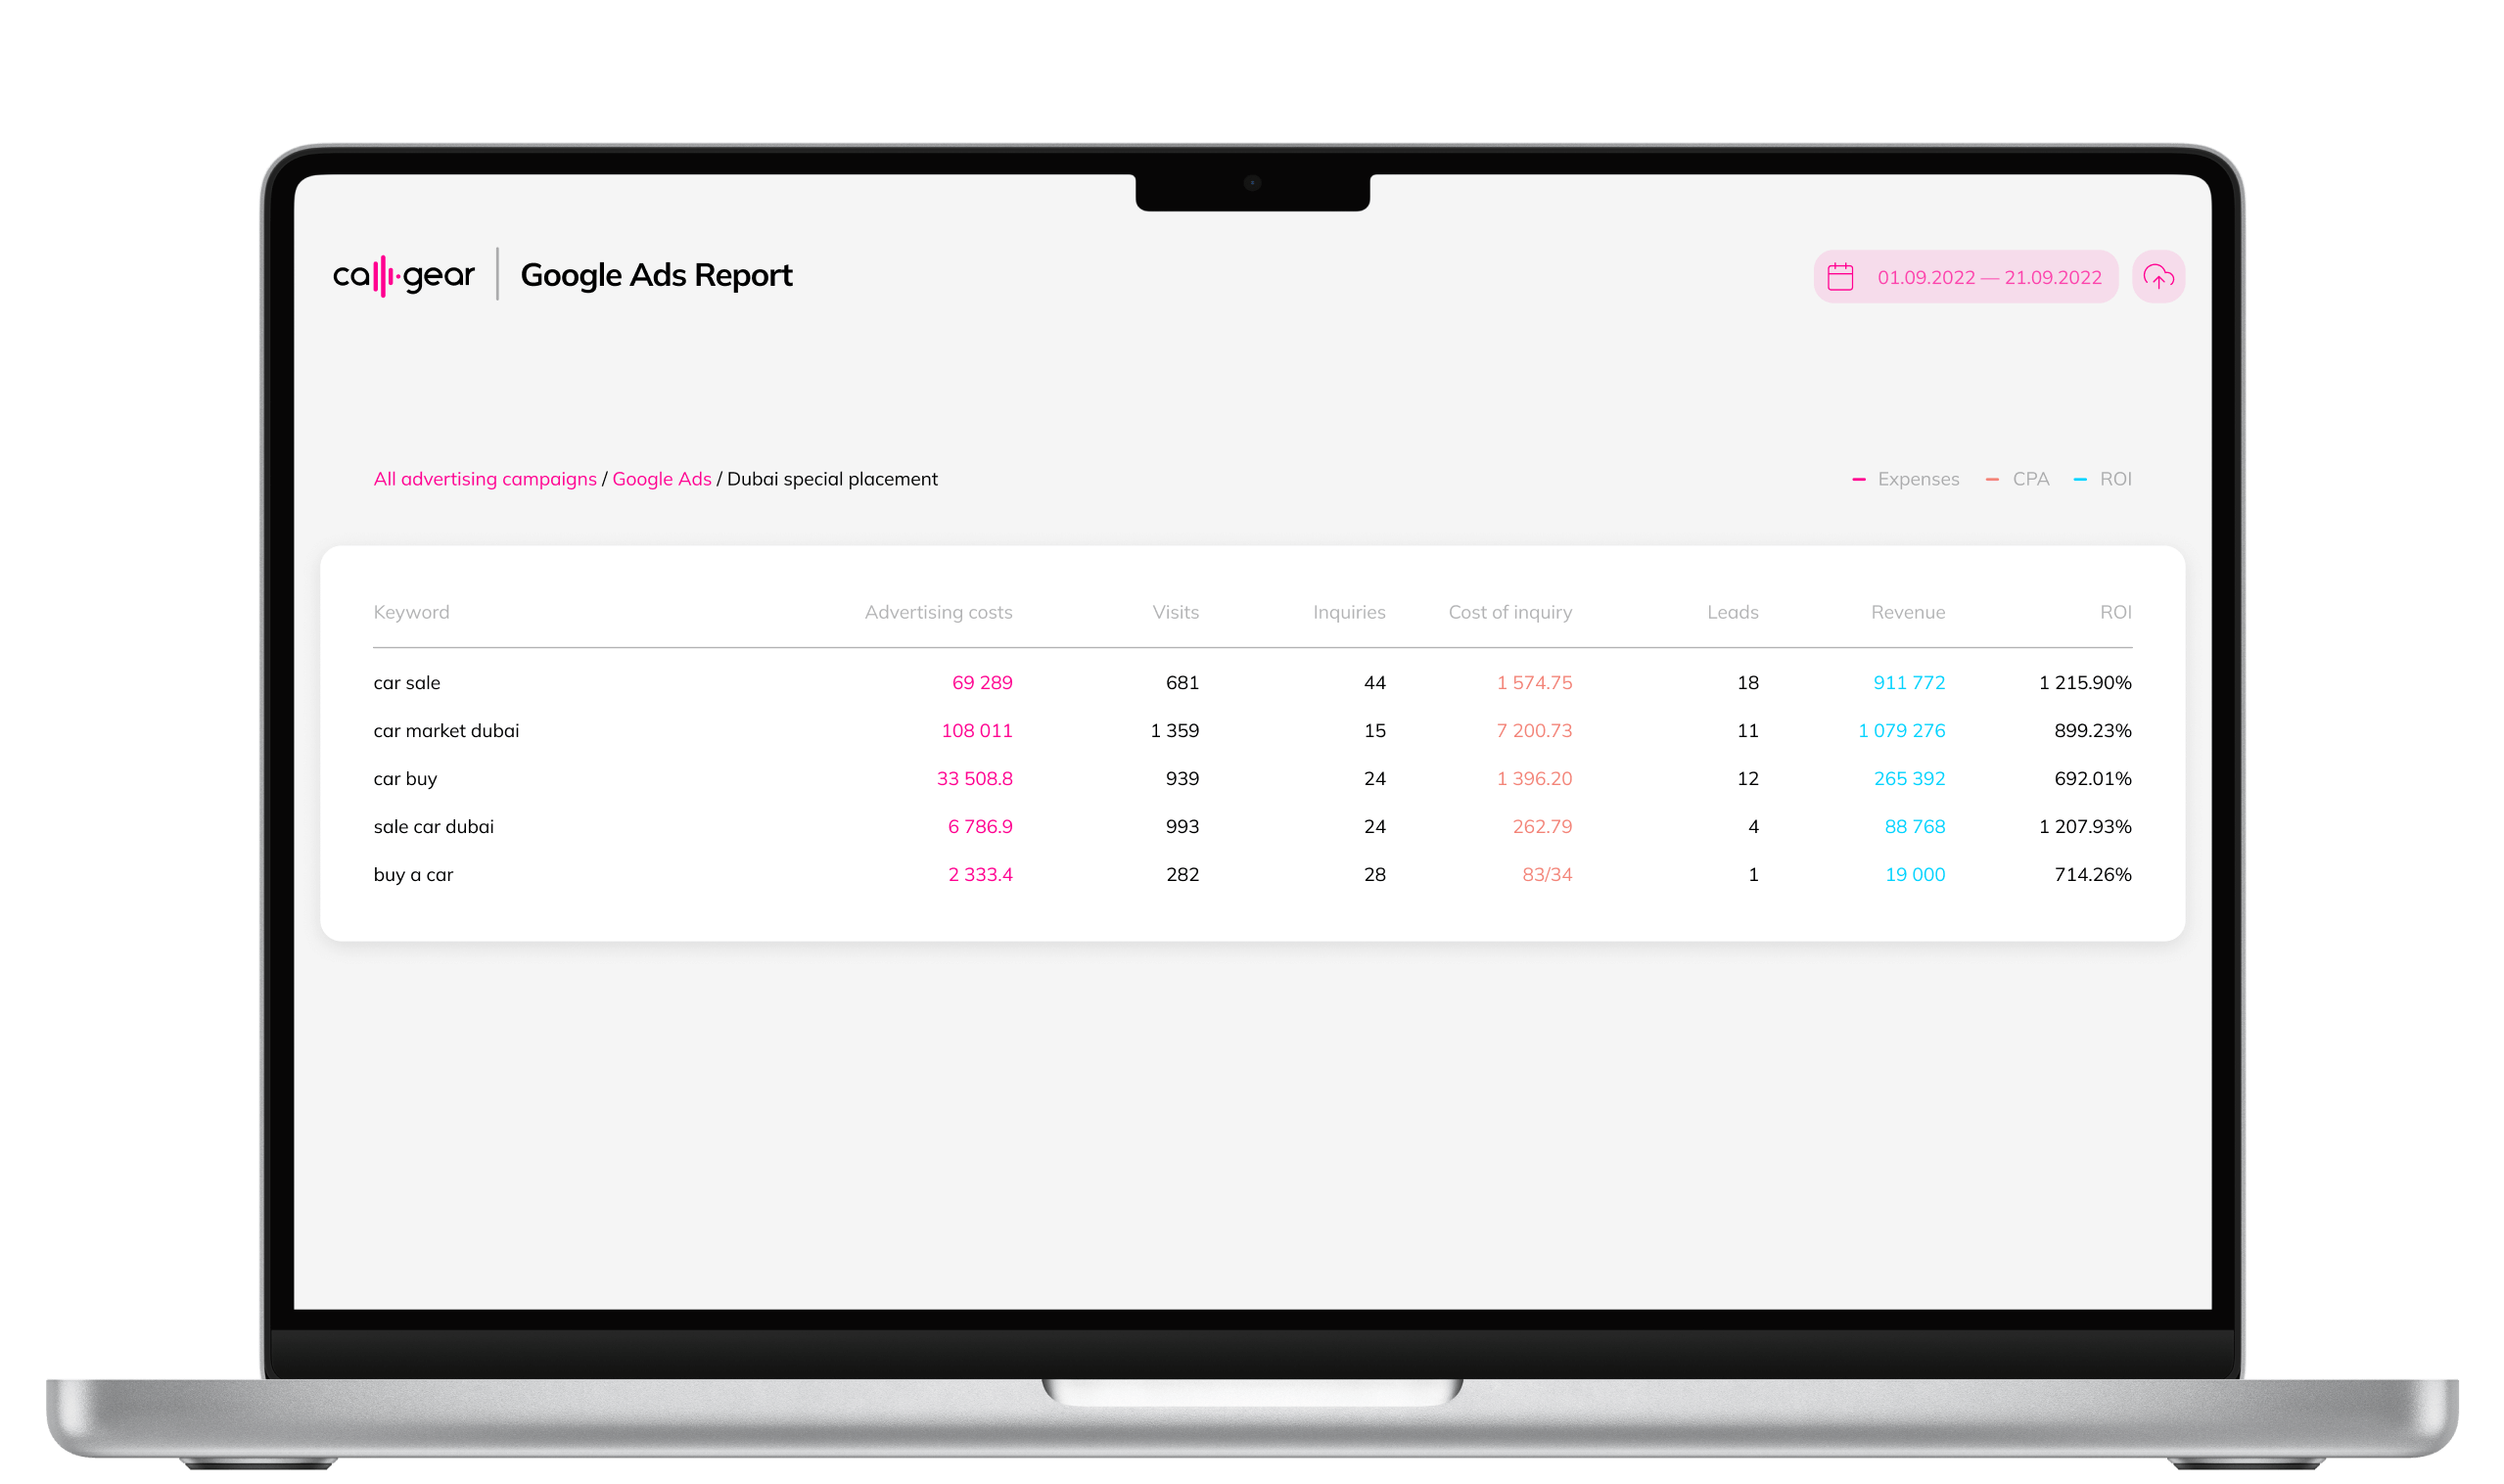 callgear | Google Ads Report
01.09.2022 — 21.09.2022
All advertising campaigns / Google Ads / Dubai special placement
Expenses CPA ROI
Keyword Advertising costs Visits Inquiries Cost of inquiry Leads Revenue ROI
car sale 69 289 681 44 1 574.75 18 911 772 1 215.90%
car market dubai 108 011 1 359 15 7 200.73 11 1 079 276 899.23%
car buy 33 508.8 939 24 1 396.20 12 265 392 692.01%
sale car dubai 6 786.9 993 24 262.79 4 88 768 1 207.93%
buy a car 2 333.4 282 28 83/34 1 19 000 714.26%